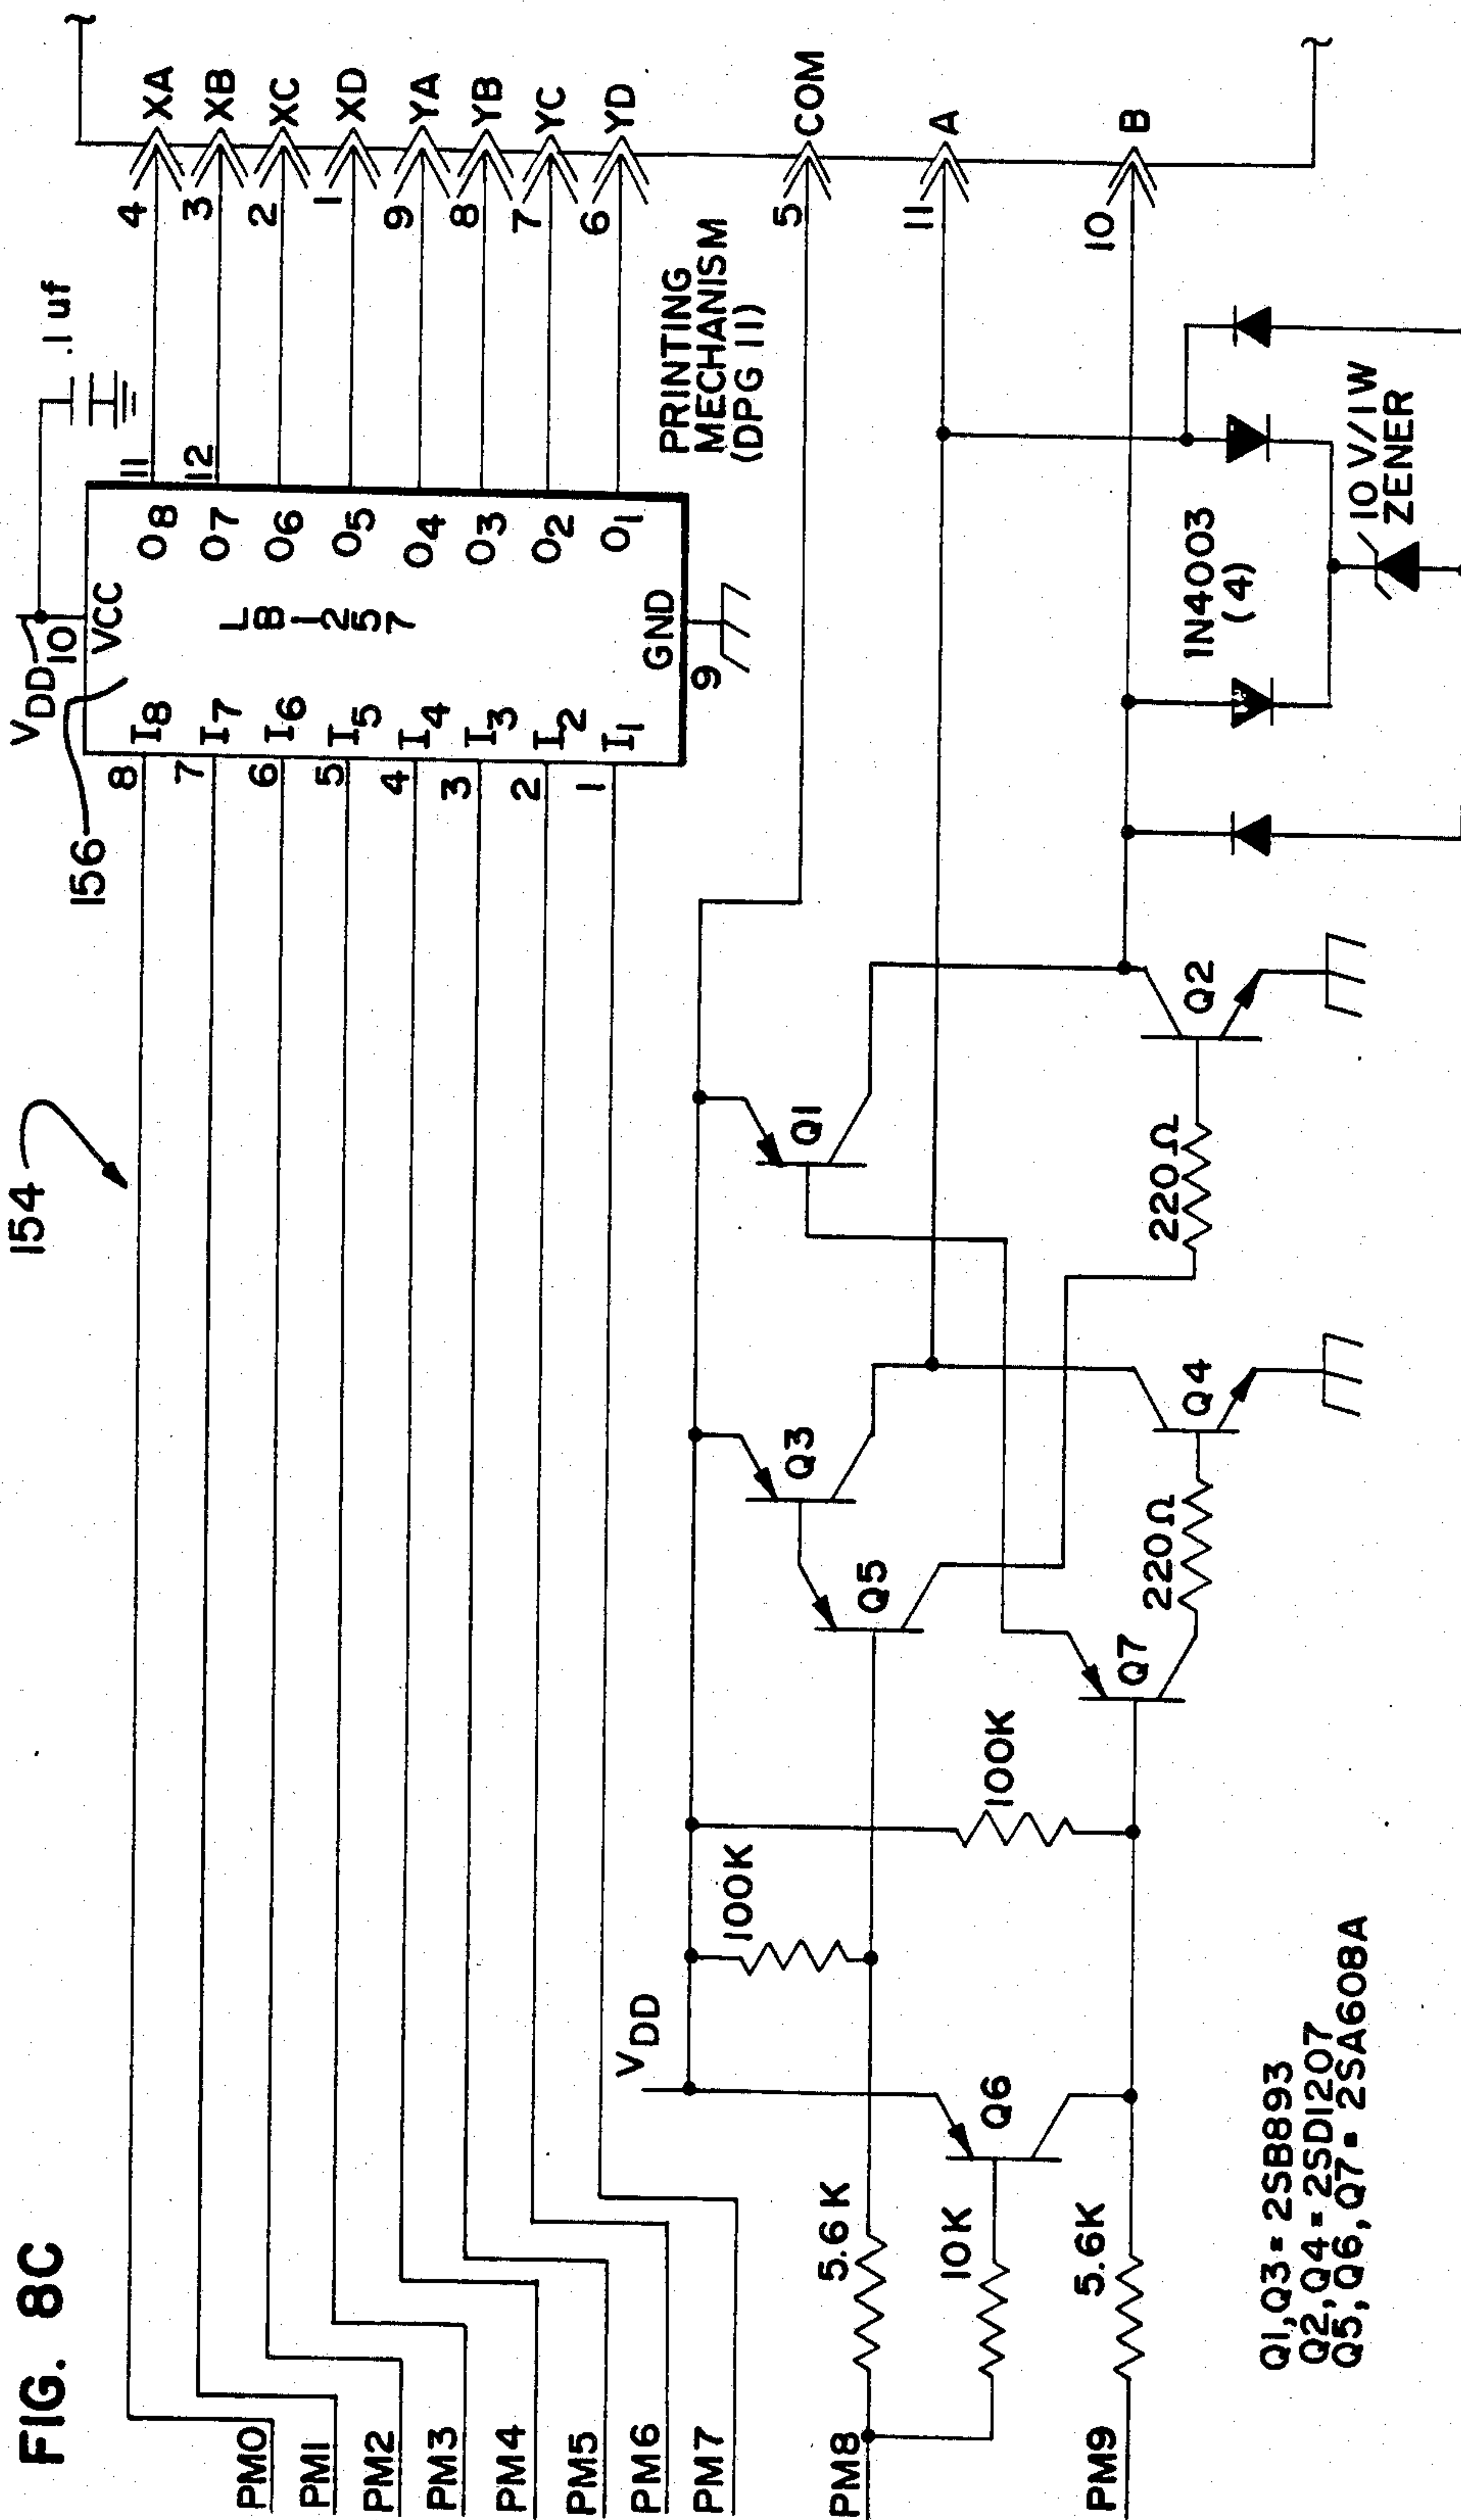 FIG. 8C
154
156
VDD
10
VCC
.1 uf
LB 1257
GND
9
PM0
PM1
PM2
PM3
PM4
PM5
PM6
PM7
PM8
PM9
8 I8
7 I7
6 I6
5 I5
4 I4
3 I3
2 I2
1 I1
O8 11
O7 12
O6
O5
O4
O3
O2
O1
4 XA
3 XB
2 XC
1 XD
9 YA
8 YB
7 YC
6 YD
5 COM
11 A
10 B
PRINTING
MECHANISM
(DPG 11)
VDD
5.6K
10K
5.6K
100K
100K
Q6
Q5
Q7
Q3
Q1
Q4
Q2
220Ω
220Ω
1N4003
(4)
10 V/1W
ZENER
Q1,Q3=2SB893
Q2,Q4=2SD1207
Q5,Q6,Q7=2SA608A